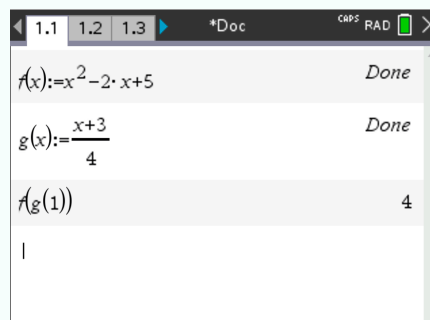 1.1 1.2 1.3 *Doc CAPS RAD
f(x):=x²−2·x+5 Done
g(x):=(x+3)/4 Done
f(g(1)) 4